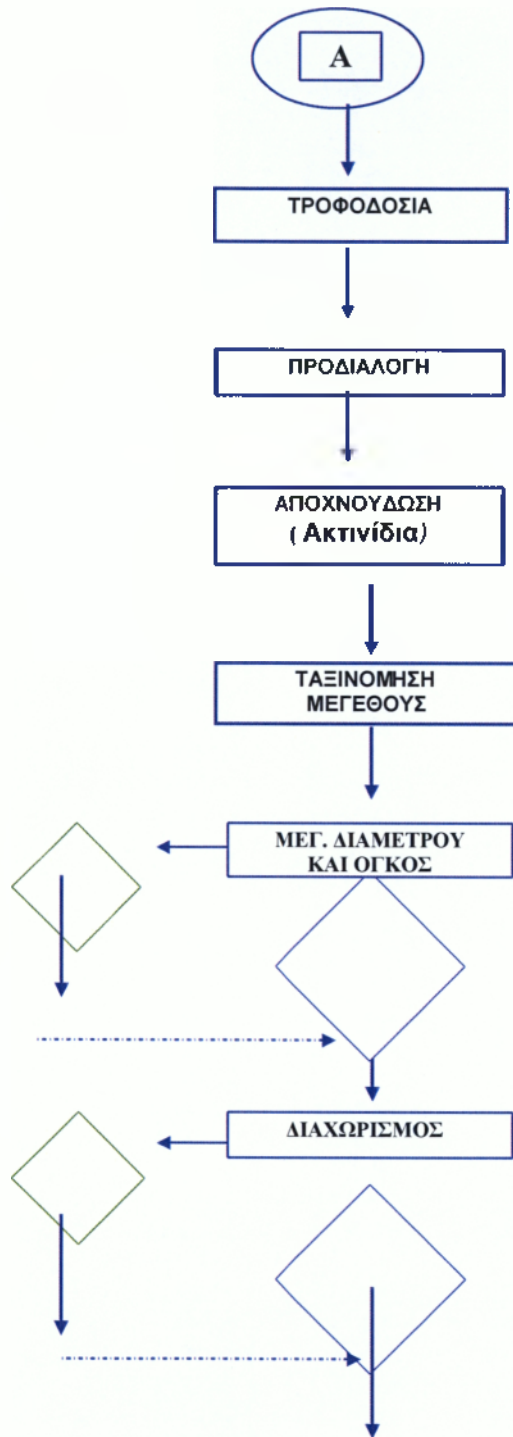 Α
ΤΡΟΦΟΔΟΣΙΑ
ΠΡΟΔΙΑΛΟΓΗ
ΑΠΟΧΝΟΥΔΩΣΗ
( Ακτινίδια)
ΤΑΞΙΝΟΜΗΣΗ
ΜΕΓΕΘΟΥΣ
ΜΕΓ. ΔΙΑΜΕΤΡΟΥ
ΚΑΙ ΟΓΚΟΣ
ΔΙΑΧΩΡΙΣΜΟΣ